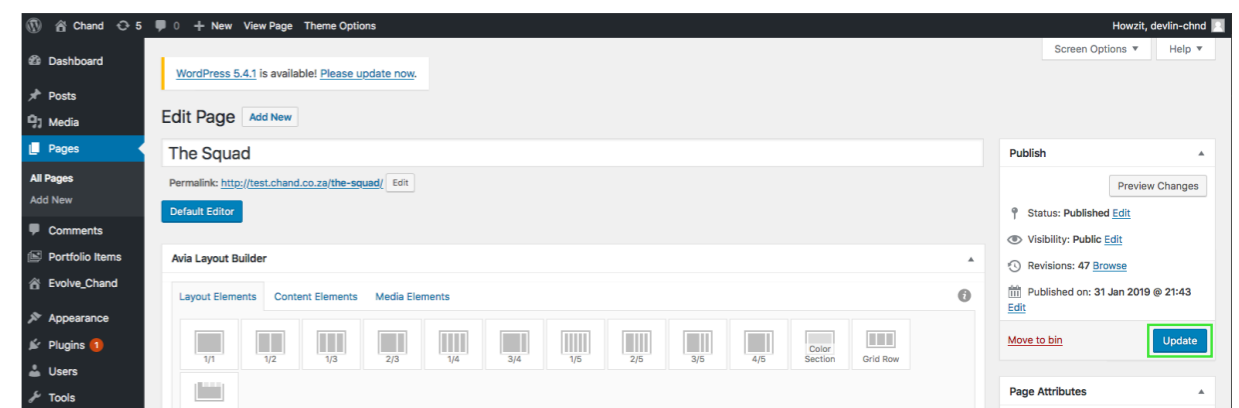 Chand 5 0 + New View Page Theme Options Howzit, devlin-chnd
Screen Options ▼ Help ▼
Dashboard
Posts
Media
Pages
All Pages
Add New
Comments
Portfolio Items
Evolve_Chand
Appearance
Plugins 1
Users
Tools
WordPress 5.4.1 is available! Please update now.
Edit Page Add New
The Squad
Permalink: http://test.chand.co.za/the-squad/ Edit
Default Editor
Avia Layout Builder
Layout Elements Content Elements Media Elements
1/1 1/2 1/3 2/3 1/4 3/4 1/5 2/5 3/5 4/5 Color Section Grid Row
Publish
Preview Changes
Status: Published Edit
Visibility: Public Edit
Revisions: 47 Browse
Published on: 31 Jan 2019 @ 21:43
Edit
Move to bin Update
Page Attributes